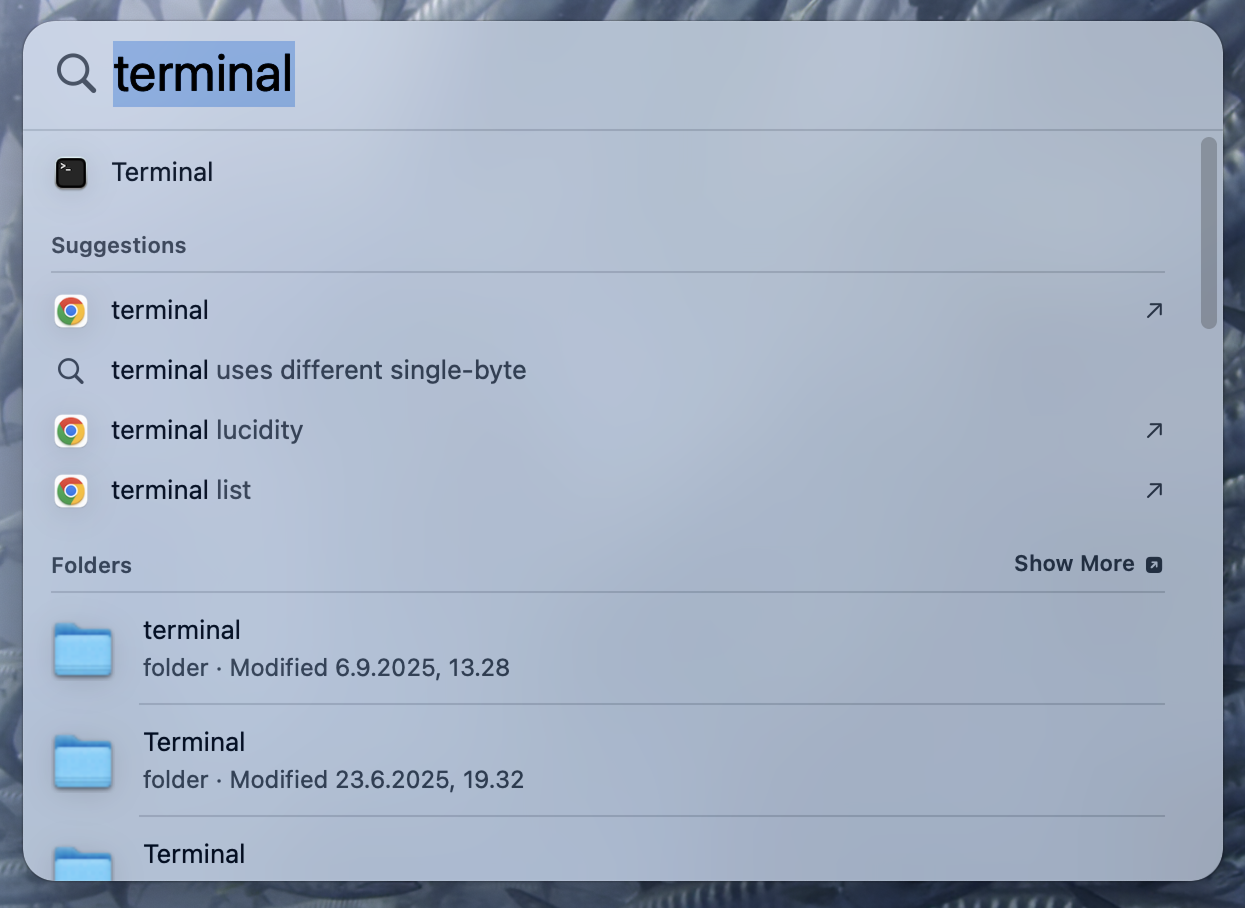 terminal
Terminal
Suggestions
terminal
terminal uses different single-byte
terminal lucidity
terminal list
Folders
Show More
terminal
folder · Modified 6.9.2025, 13.28
Terminal
folder · Modified 23.6.2025, 19.32
Terminal